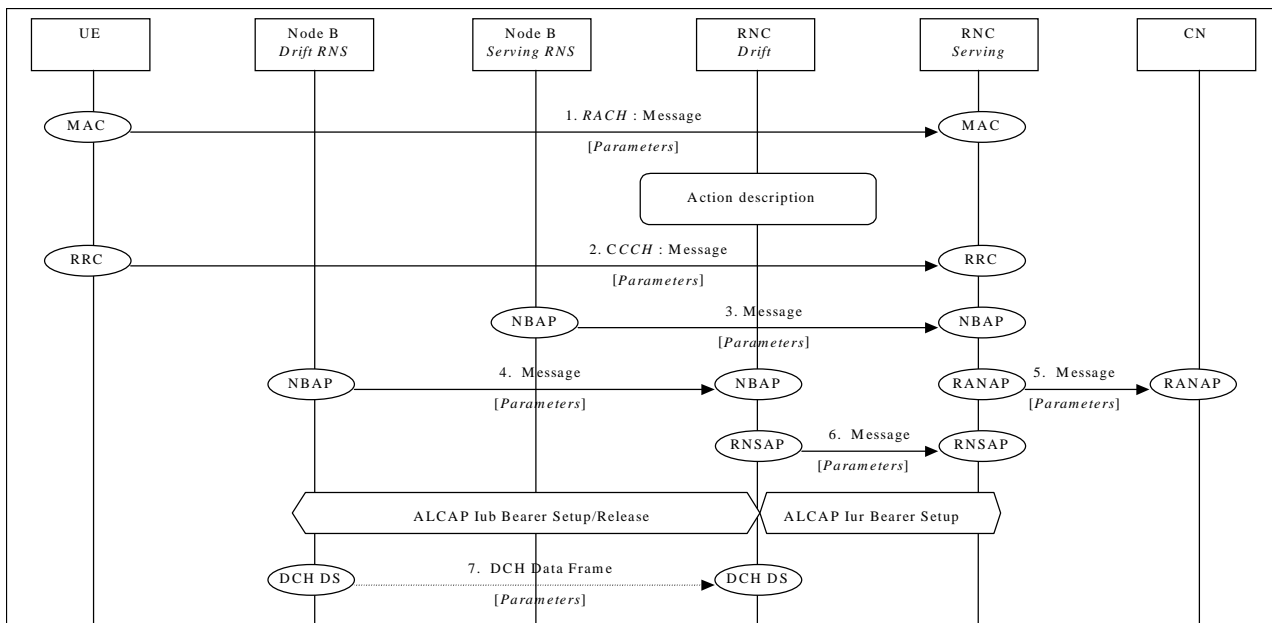 UE
Node B
Drift RNS
Node B
Serving RNS
RNC
Drift
RNC
Serving
CN
MAC
1. RACH : Message
MAC
[Parameters]
Action description
RRC
2. CCCH : Message
RRC
[Parameters]
NBAP
3. Message
NBAP
[Parameters]
NBAP
4. Message
NBAP
[Parameters]
RANAP
5. Message
RANAP
[Parameters]
RNSAP
6. Message
RNSAP
[Parameters]
ALCAP Iub Bearer Setup/Release
ALCAP Iur Bearer Setup
DCH DS
7. DCH Data Frame
DCH DS
[Parameters]